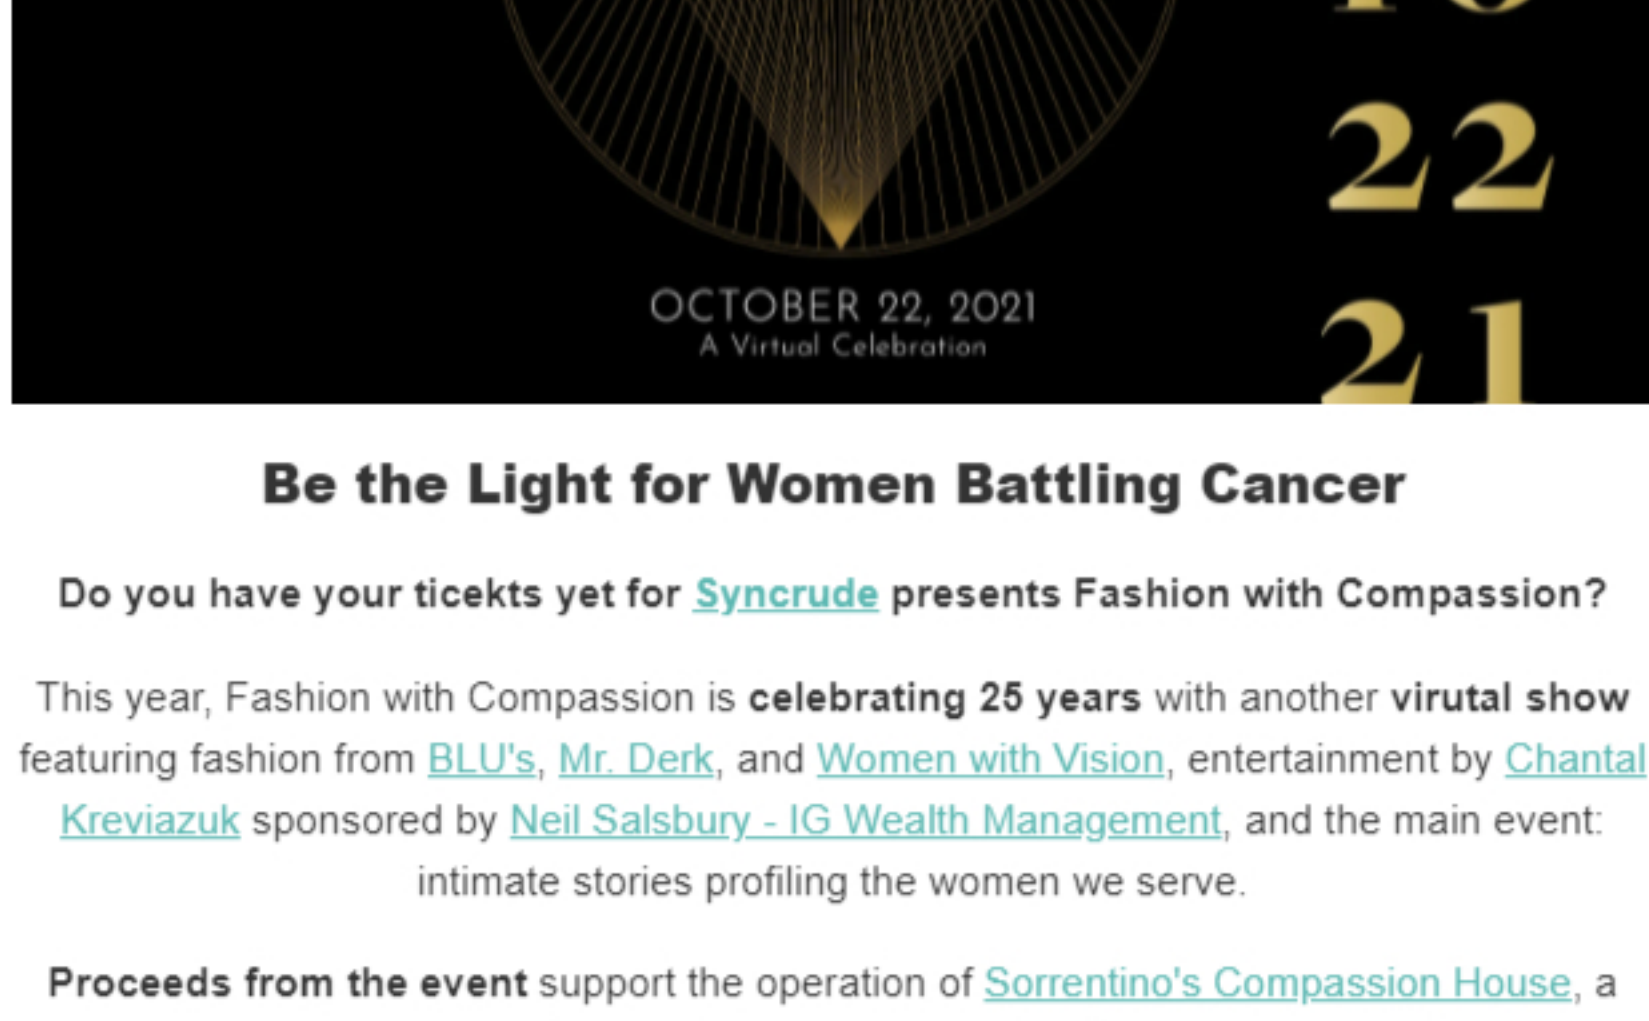 22
21
OCTOBER 22, 2021
A Virtual Celebration
Be the Light for Women Battling Cancer
Do you have your ticekts yet for Syncrude presents Fashion with Compassion?
This year, Fashion with Compassion is celebrating 25 years with another virutal show
featuring fashion from BLU's, Mr. Derk, and Women with Vision, entertainment by Chantal
Kreviazuk sponsored by Neil Salsbury - IG Wealth Management, and the main event:
intimate stories profiling the women we serve.
Proceeds from the event support the operation of Sorrentino's Compassion House, a